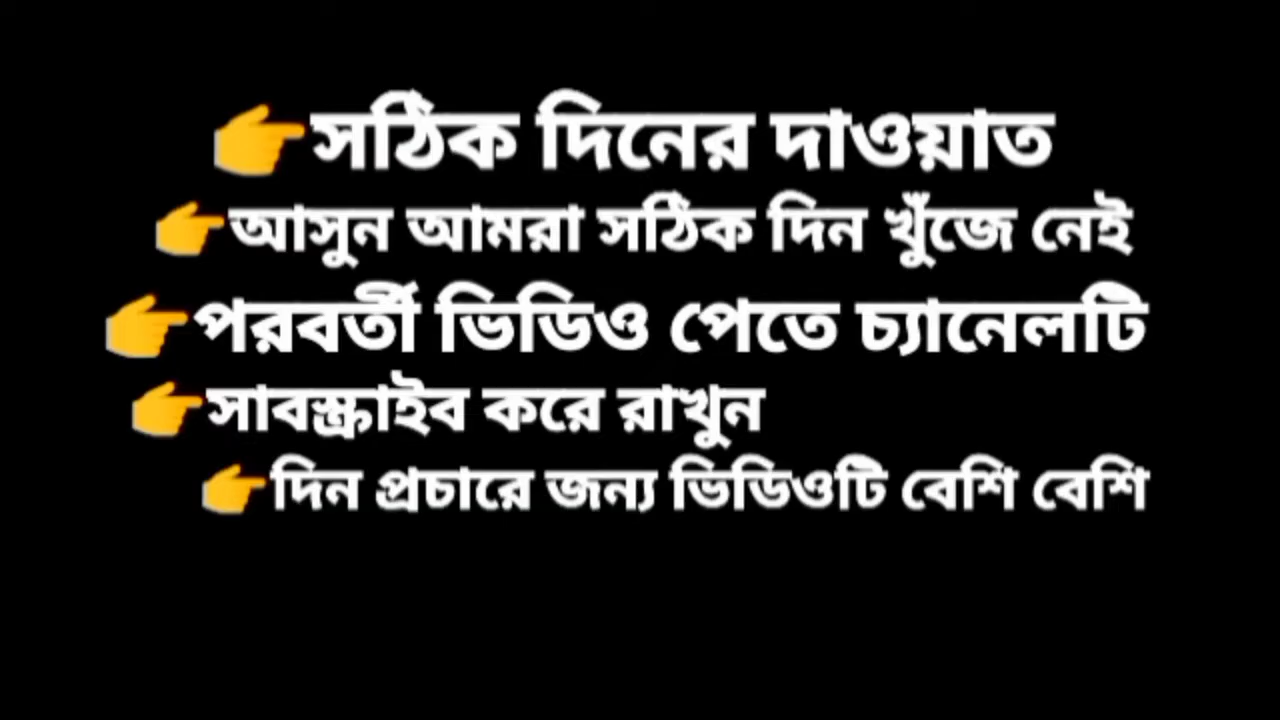 👉সঠিক দিনের দাওয়াত
👉আসুন আমরা সঠিক দিন খুঁজে নেই
👉পরবর্তী ভিডিও পেতে চ্যানেলটি
👉সাবস্ক্রাইব করে রাখুন
👉দিন প্রচারে জন্য ভিডিওটি বেশি বেশি